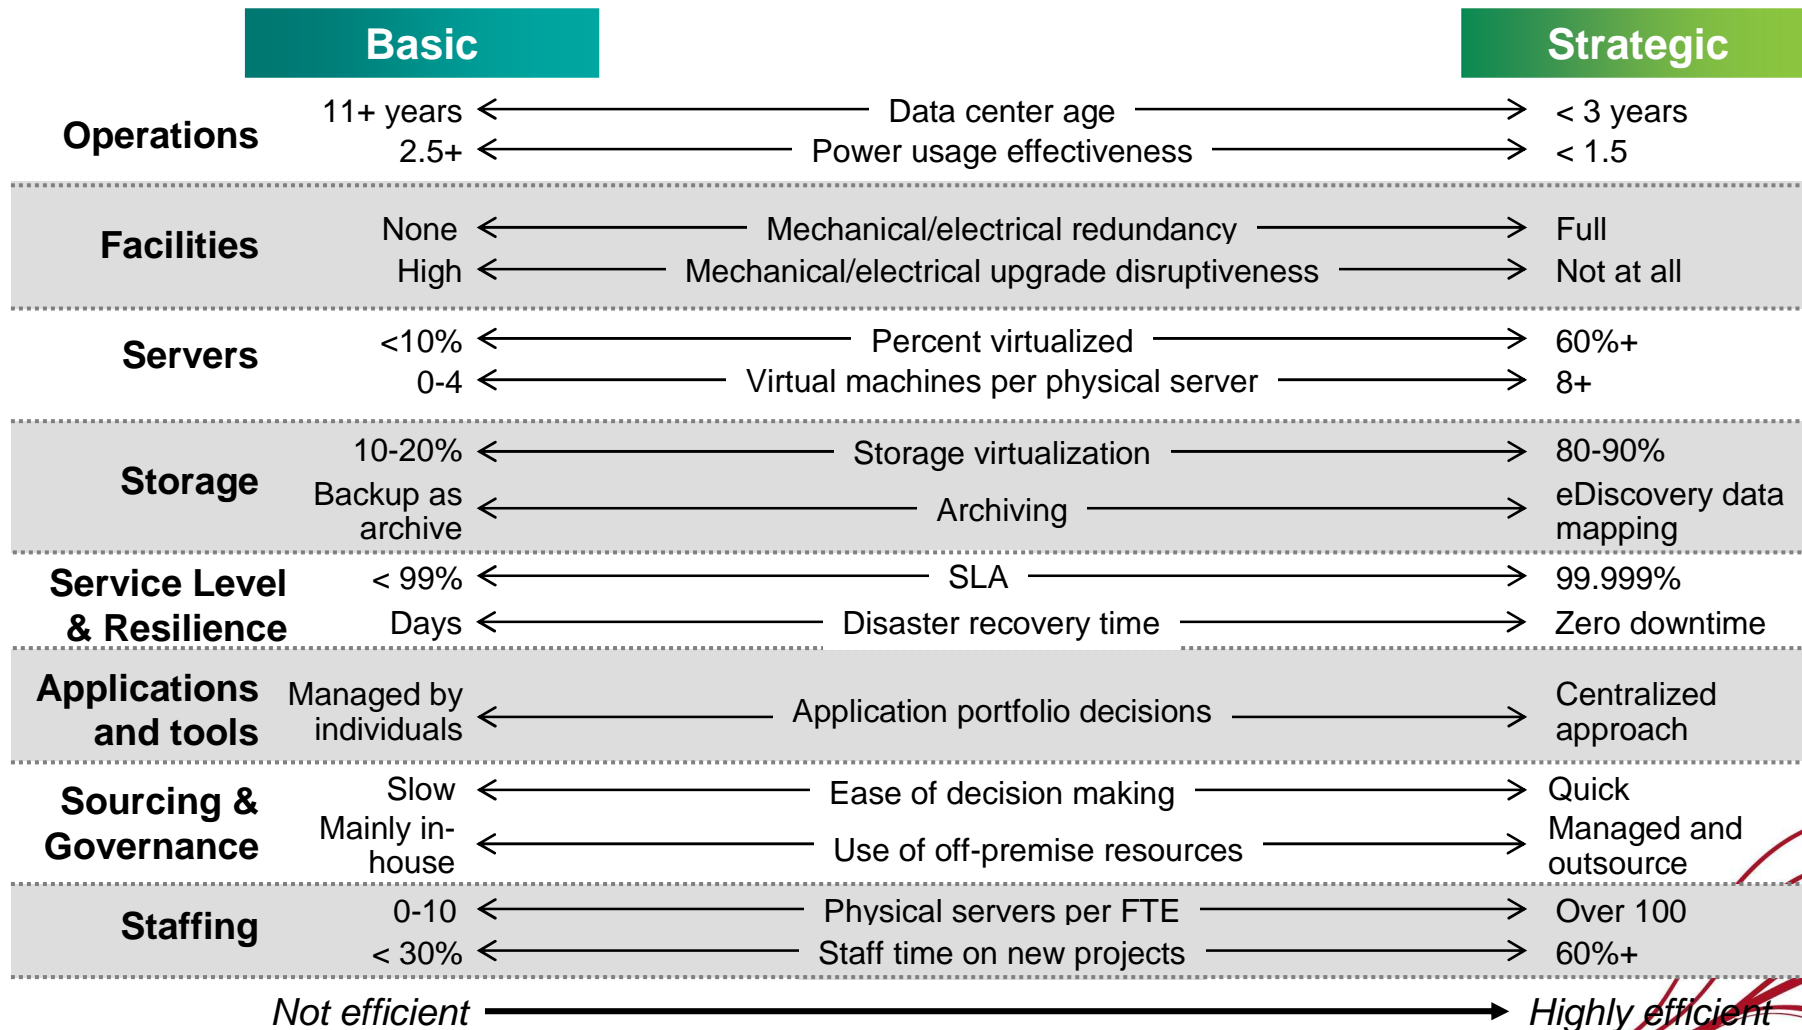 Basic
Strategic
Operations
11+ years
Data center age
< 3 years
2.5+
Power usage effectiveness
< 1.5
Facilities
None
Mechanical/electrical redundancy
Full
High
Mechanical/electrical upgrade disruptiveness
Not at all
Servers
<10%
Percent virtualized
60%+
0-4
Virtual machines per physical server
8+
Storage
10-20%
Storage virtualization
80-90%
Backup as
archive
Archiving
eDiscovery data
mapping
Service Level
& Resilience
< 99%
SLA
99.999%
Days
Disaster recovery time
Zero downtime
Applications
and tools
Managed by
individuals
Application portfolio decisions
Centralized
approach
Sourcing &
Governance
Slow
Ease of decision making
Quick
Mainly in-
house
Use of off-premise resources
Managed and
outsource
Staffing
0-10
Physical servers per FTE
Over 100
< 30%
Staff time on new projects
60%+
Not efficient
Highly efficient